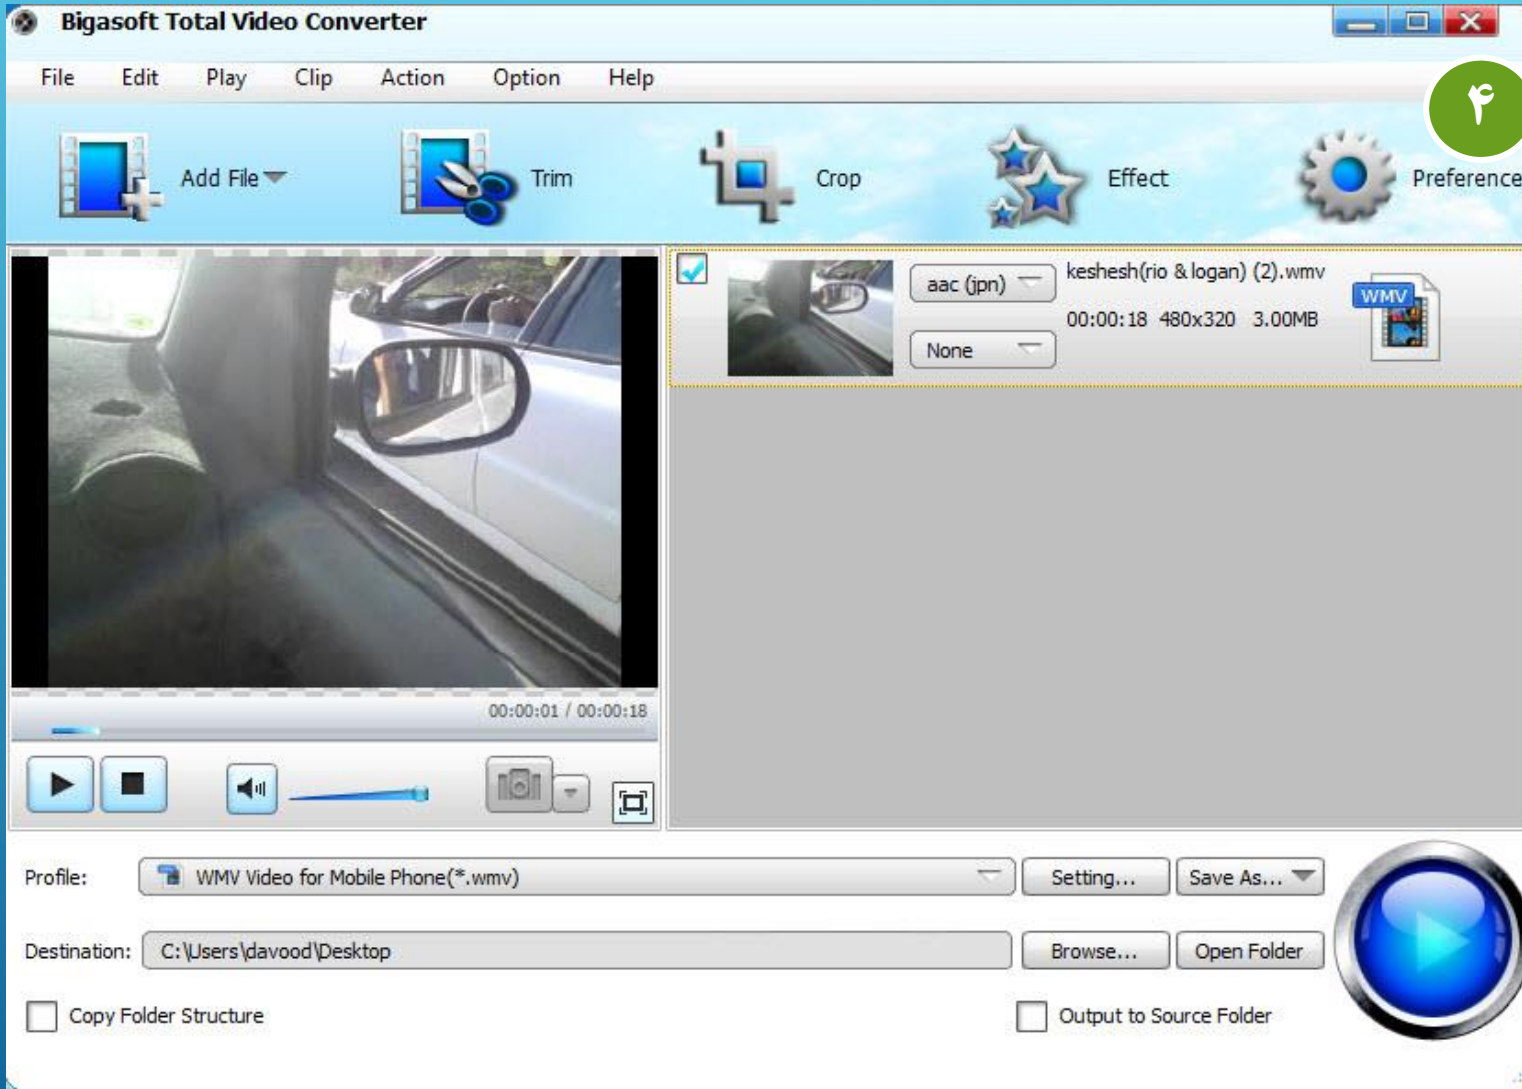 Bigasoft Total Video Converter
File Edit Play Clip Action Option Help
۴
Add File Trim Crop Effect Preference
aac (jpn) keshesh(rio & logan) (2).wmv
WMV
00:00:18 480x320 3.00MB
None
00:00:01 / 00:00:18
Profile: WMV Video for Mobile Phone(*.wmv) Setting... Save As...
Destination: C:\Users\davood\Desktop Browse... Open Folder
Copy Folder Structure Output to Source Folder